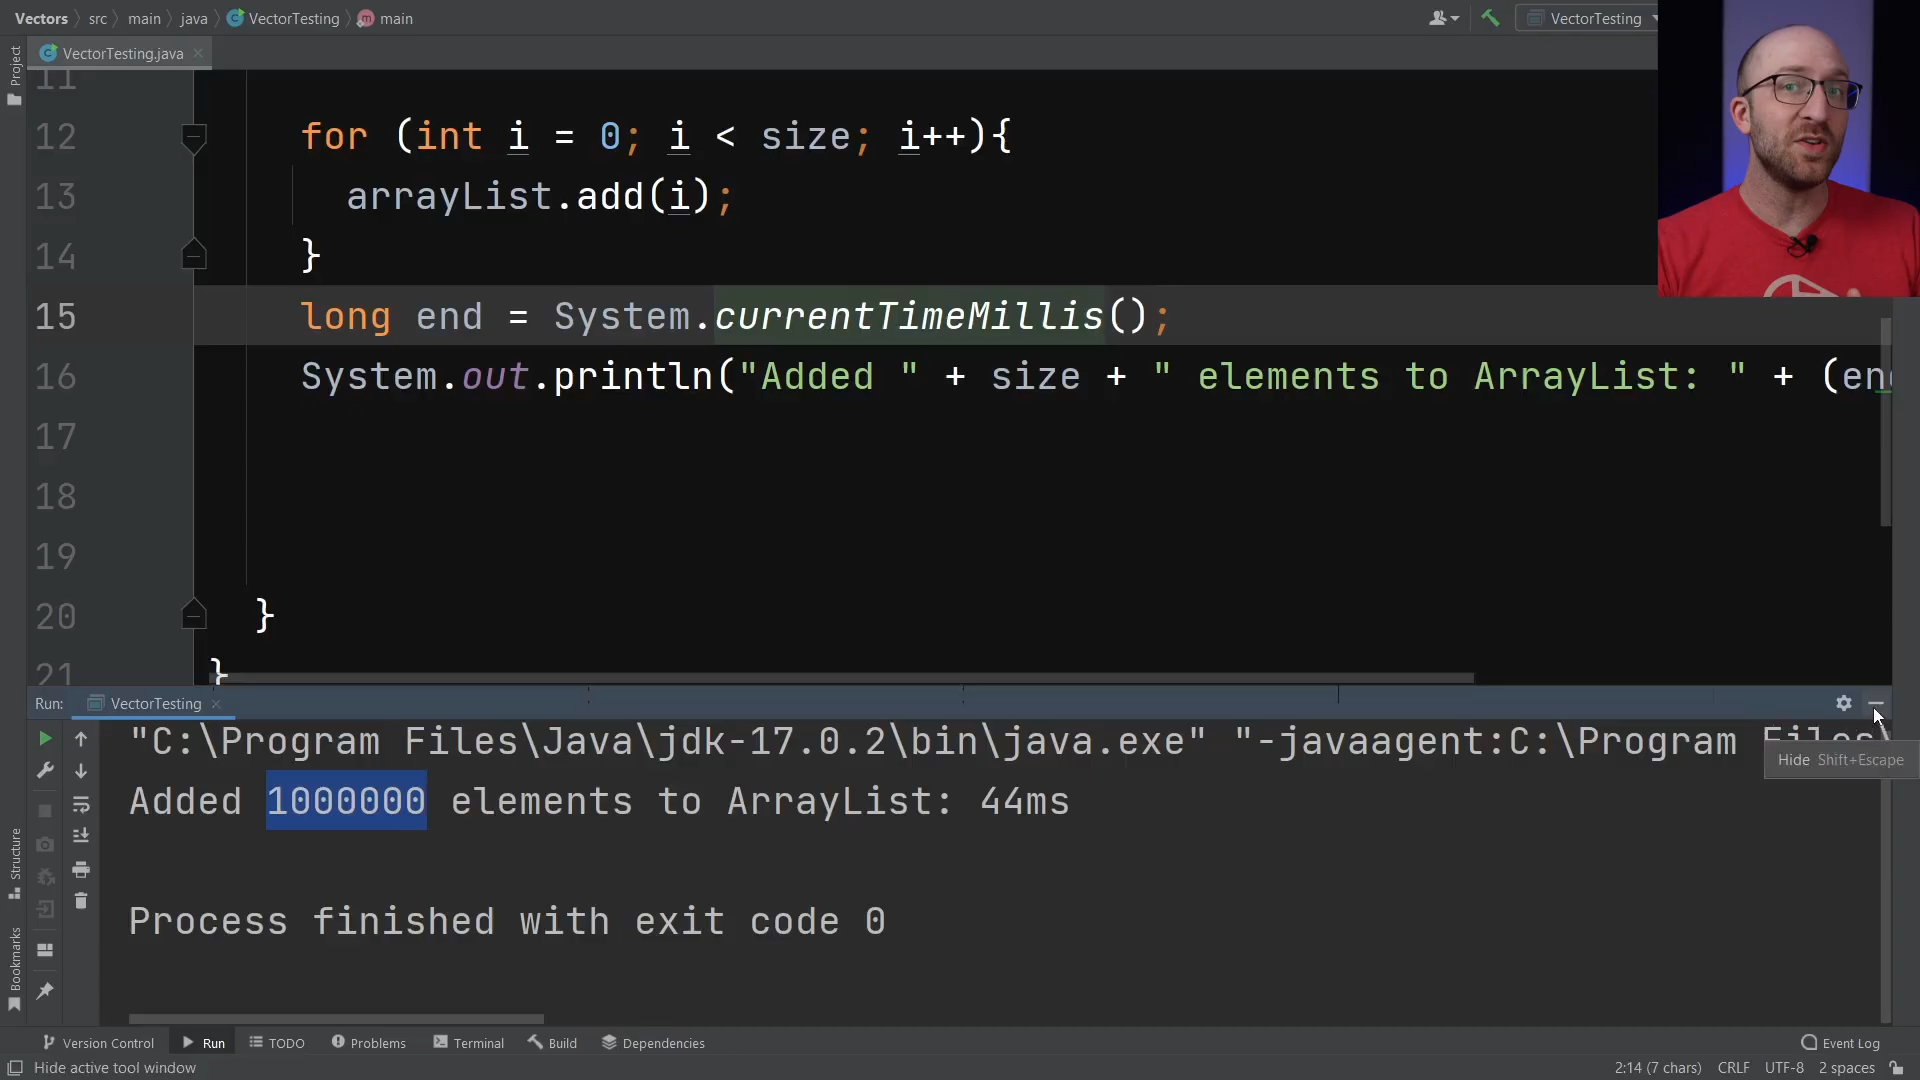 Vectors src main java VectorTesting main
VectorTesting
Project
VectorTesting.java
11
12 for (int i = 0; i < size; i++){
13 arrayList.add(i);
14 }
15 long end = System.currentTimeMillis();
16 System.out.println("Added " + size + " elements to ArrayList: " + (end
17
18
19
20 }
21 }
Run: VectorTesting
"C:\Program Files\Java\jdk-17.0.2\bin\java.exe" "-javaagent:C:\Program Files\
Hide Shift+Escape
Added 1000000 elements to ArrayList: 44ms
Process finished with exit code 0
Structure
Bookmarks
Version Control Run TODO Problems Terminal Build Dependencies Event Log
Hide active tool window 2:14 (7 chars) CRLF UTF-8 2 spaces